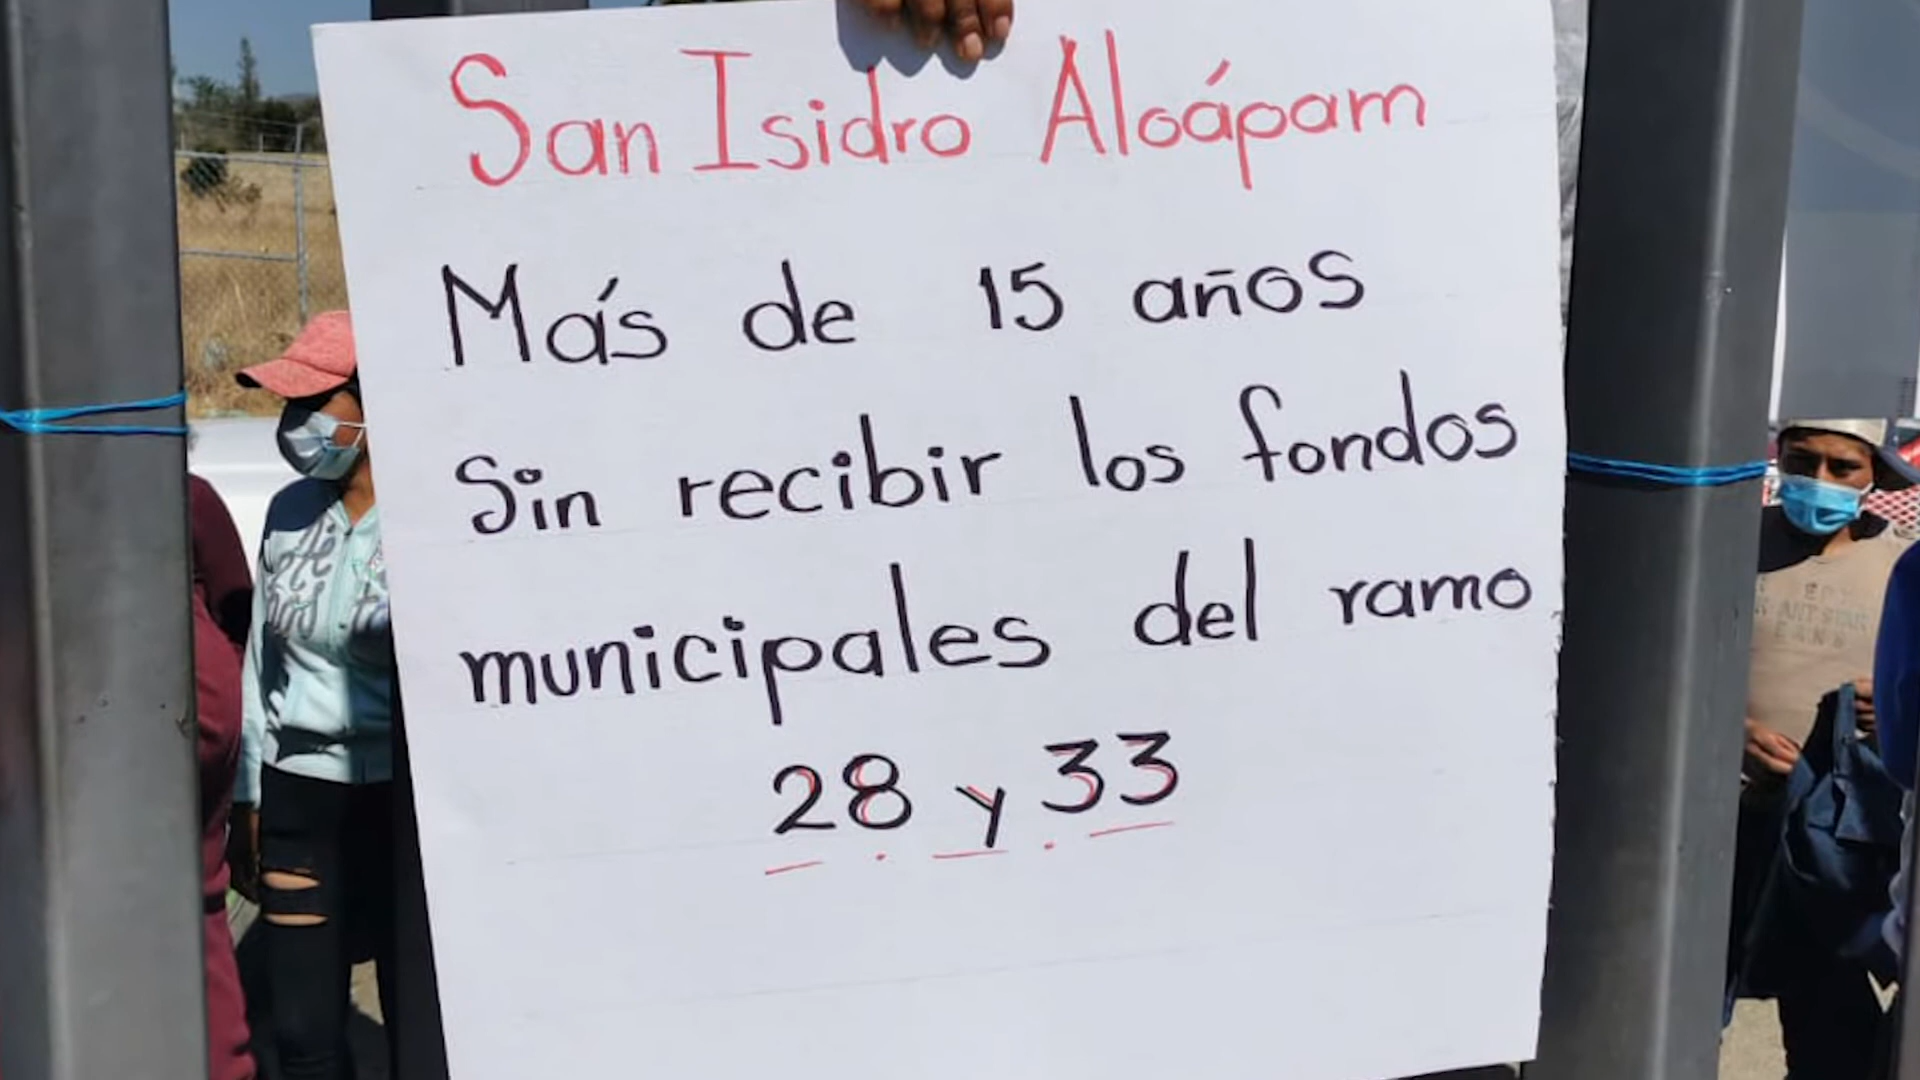 San Isidro Aloápam
Más de 15 años
Sin recibir los fondos
municipales del ramo
28 y 33